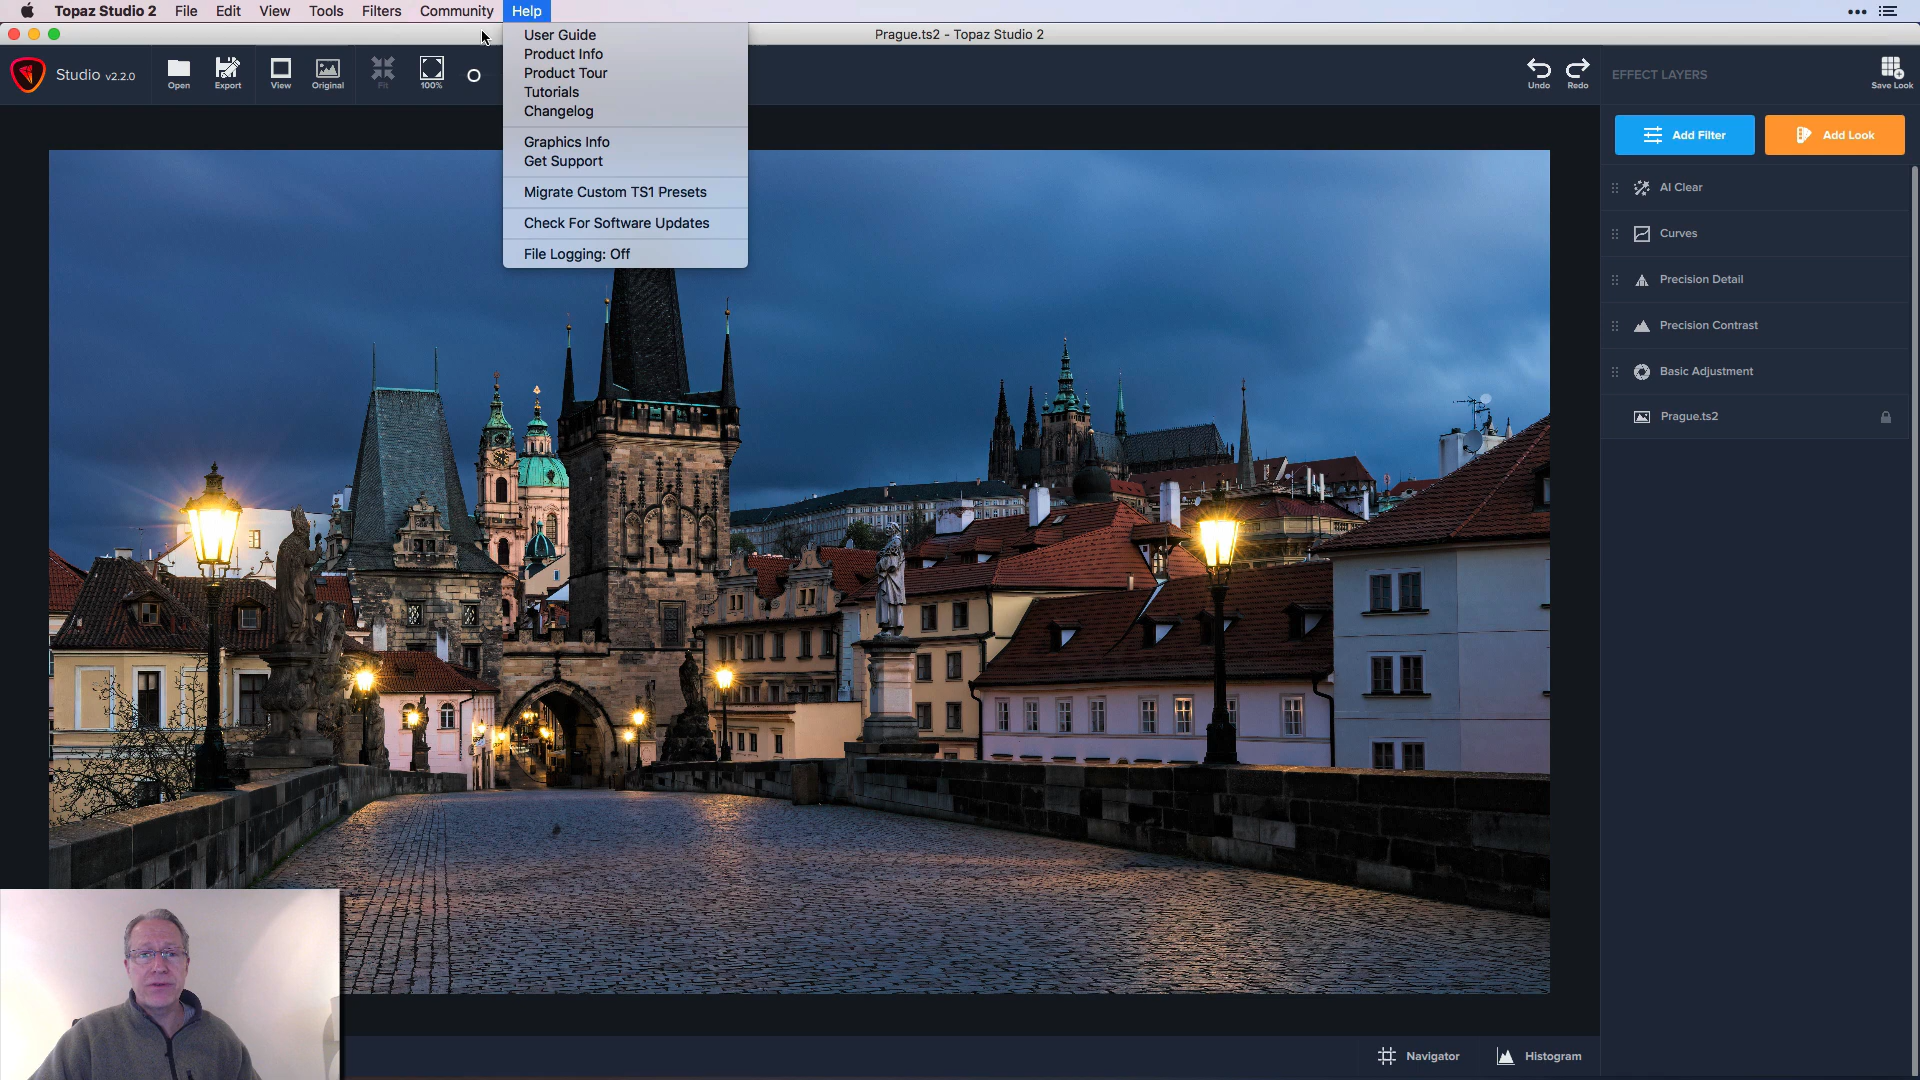 Topaz Studio 2 File Edit View Tools Filters Community Help
Prague.ts2 - Topaz Studio 2
User Guide
Product Info
Product Tour
Tutorials
Changelog
Graphics Info
Get Support
Migrate Custom TS1 Presets
Check For Software Updates
File Logging: Off
Studio v2.2.0
Open
Export
View
Original
Fit
100%
Undo
Redo
EFFECT LAYERS
Save Look
Add Filter
Add Look
AI Clear
Curves
Precision Detail
Precision Contrast
Basic Adjustment
Prague.ts2
Navigator
Histogram